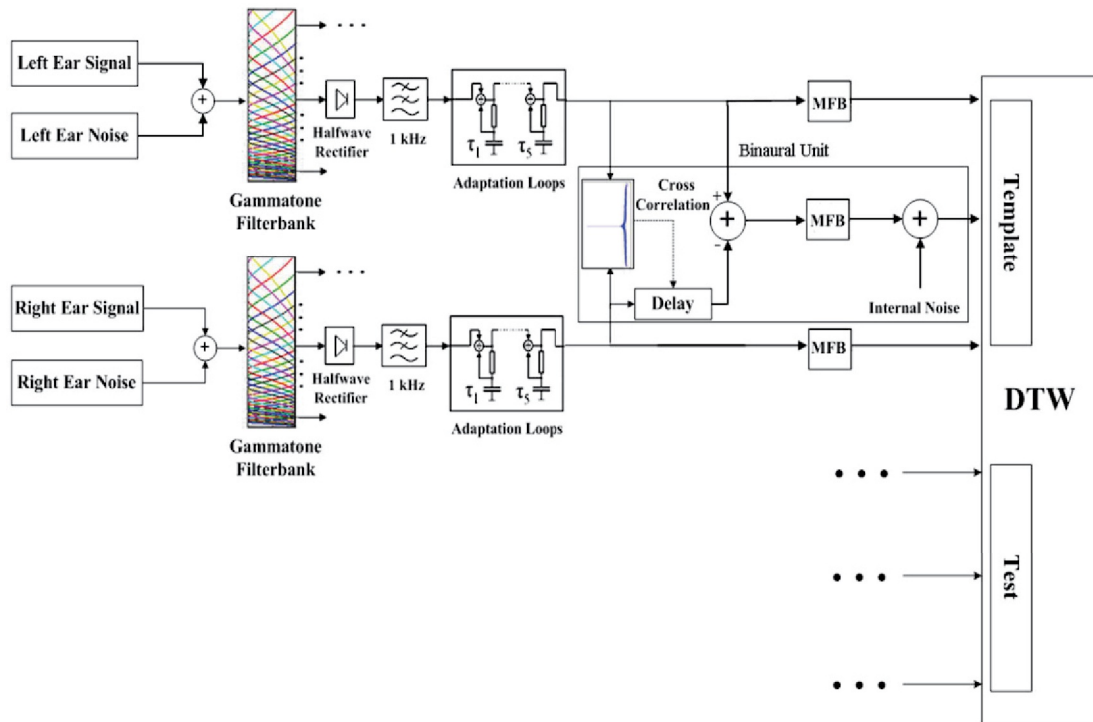 Left Ear Signal
Left Ear Noise
+
Gammatone
Filterbank
Halfwave
Rectifier
1 kHz
τ1 τ5
Adaptation Loops
MFB
Binaural Unit
Cross
Correlation
+
+
-
Delay
MFB
+
Internal Noise
MFB
Template
Right Ear Signal
Right Ear Noise
+
Gammatone
Filterbank
Halfwave
Rectifier
1 kHz
τ1 τ5
Adaptation Loops
DTW
Test